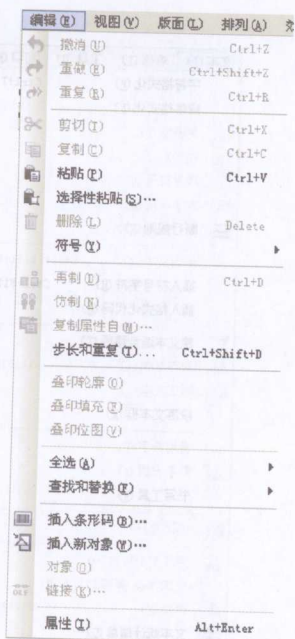 编辑(E) 视图(V) 版面(L) 排列(A)
撤消(U) Ctrl+Z
重做(E) Ctrl+Shift+Z
重复(R) Ctrl+R
剪切(T) Ctrl+X
复制(C) Ctrl+C
粘贴(P) Ctrl+V
选择性粘贴(S)…
删除(L) Delete
符号(Y)
再制(D) Ctrl+D
仿制(N)
复制属性自(M)…
步长和重复(T)... Ctrl+Shift+D
叠印轮廓(O)
叠印填充(F)
叠印位图(V)
全选(A)
查找和替换(F)
插入条形码(B)…
插入新对象(W)…
对象(O)
链接(K)…
属性(I) Alt+Enter